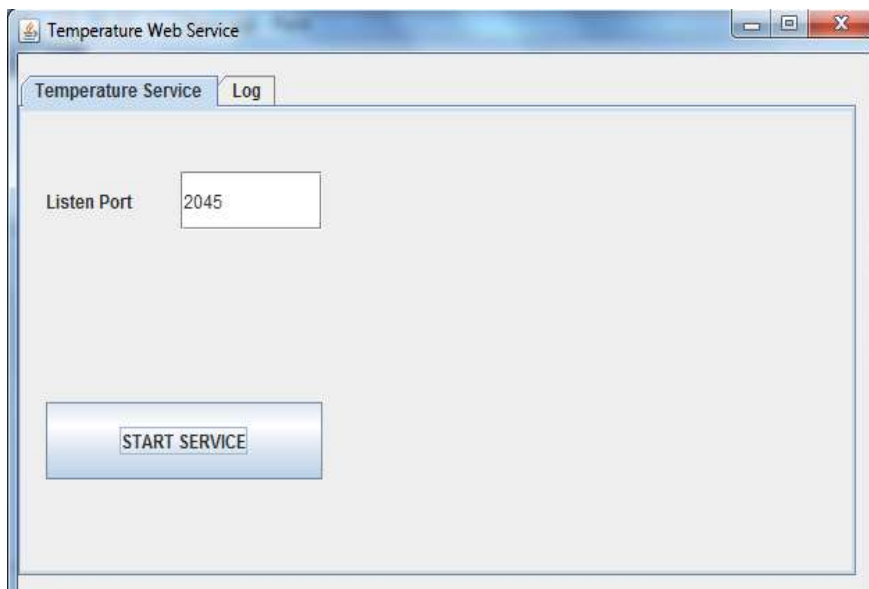 Temperature Web Service
Temperature Service Log
Listen Port 2045
START SERVICE